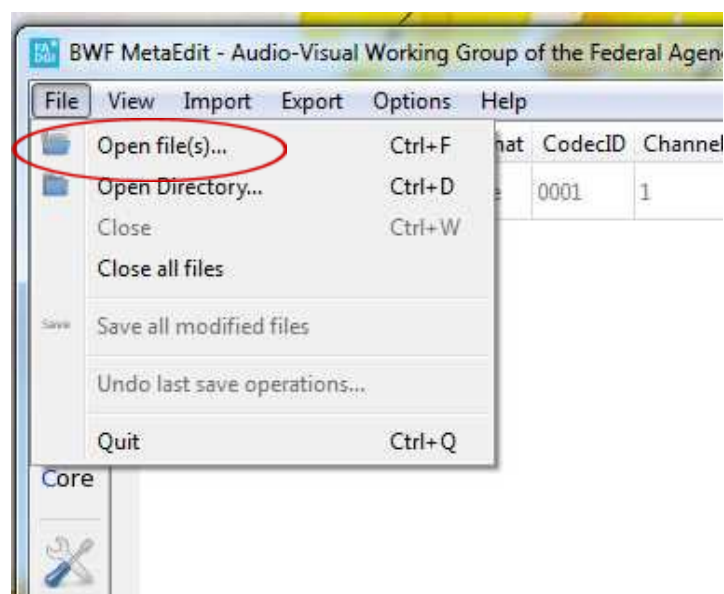 FADGI BWF MetaEdit - Audio-Visual Working Group of the Federal Agen
File View Import Export Options Help
Open file(s)... Ctrl+F hat CodecID Channel
Open Directory... Ctrl+D e 0001 1
Close Ctrl+W
Close all files
Save Save all modified files
Undo last save operations...
Quit Ctrl+Q
Core